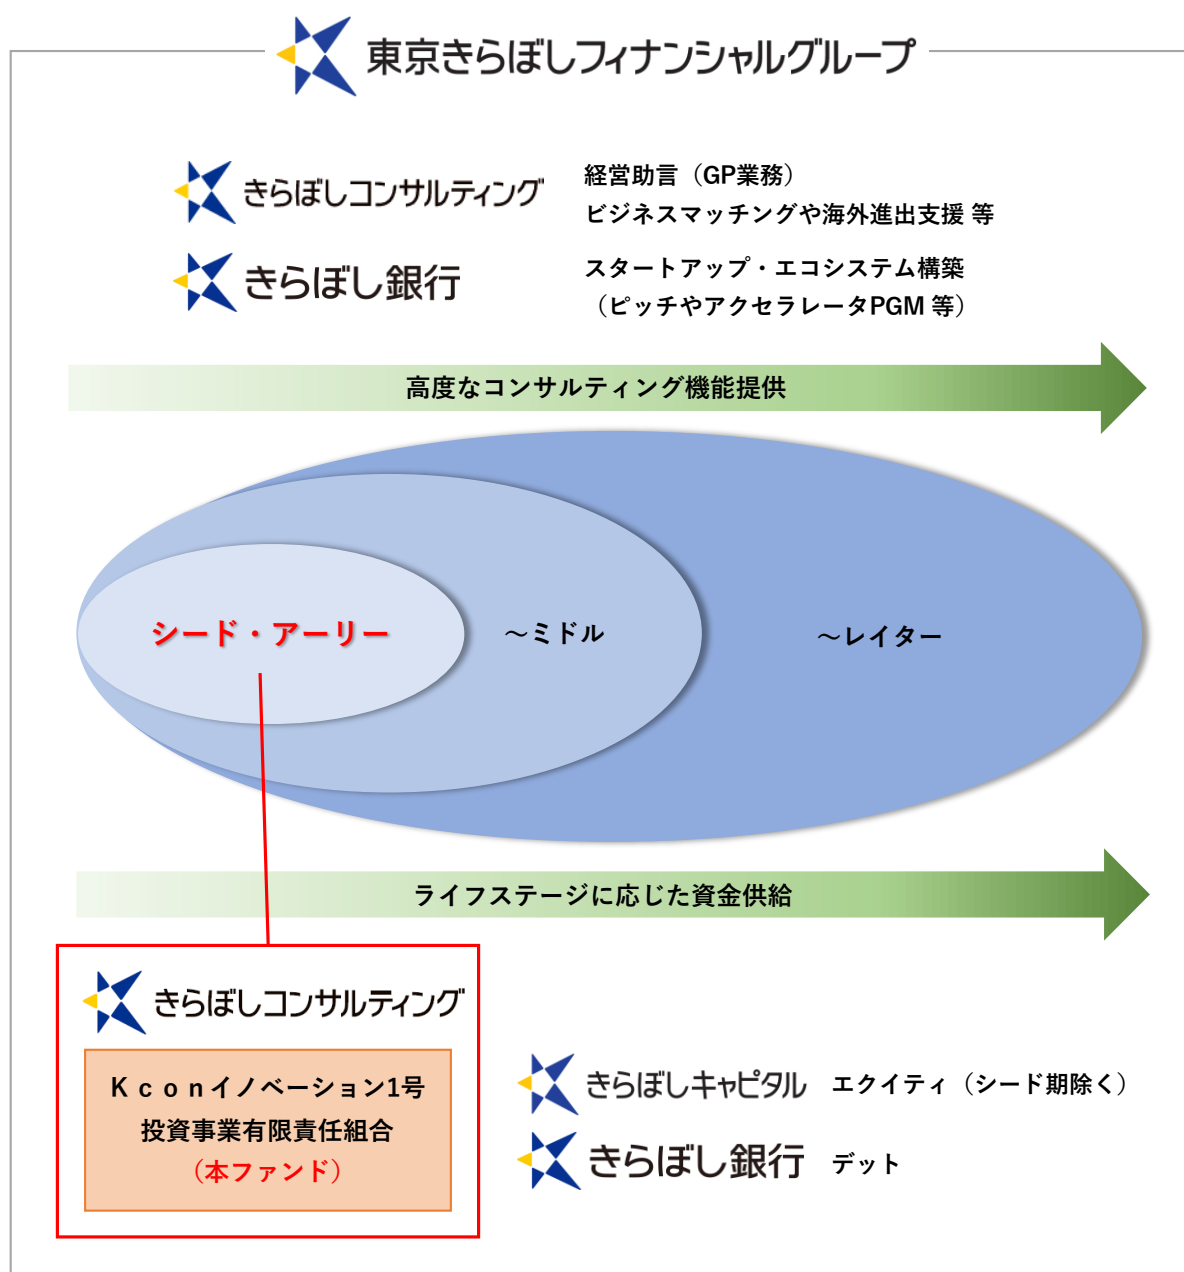 東京きらぼしフィナンシャルグループ
きらぼしコンサルティング
経営助言（GP業務）
ビジネスマッチングや海外進出支援 等
きらぼし銀行
スタートアップ・エコシステム構築
（ピッチやアクセラレータPGM 等）
高度なコンサルティング機能提供
シード・アーリー
～ミドル
～レイター
ライフステージに応じた資金供給
きらぼしコンサルティング
Ｋｃｏｎイノベーション1号
投資事業有限責任組合
（本ファンド）
きらぼしキャピタル
エクイティ（シード期除く）
きらぼし銀行
デット